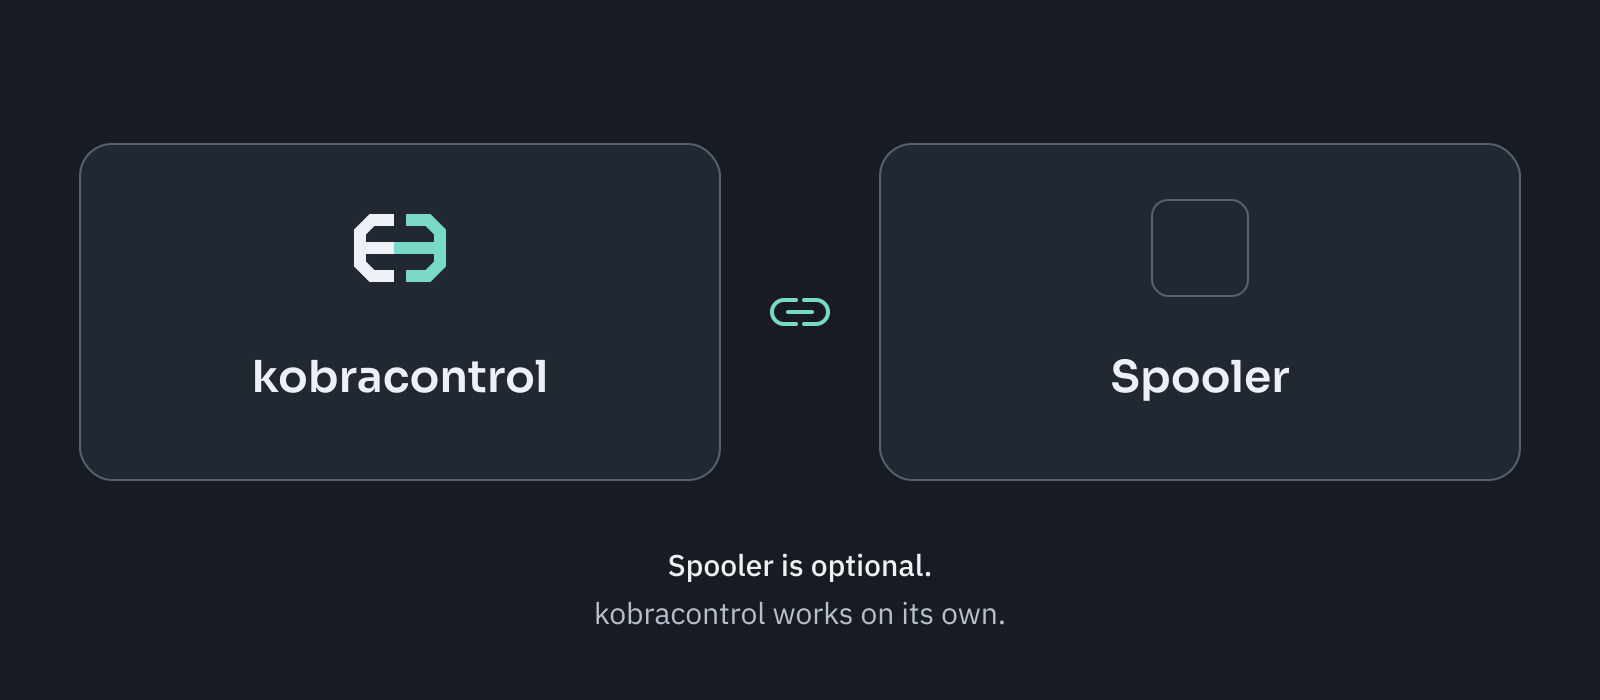 kobracontrol
Spooler
Spooler is optional.
kobracontrol works on its own.